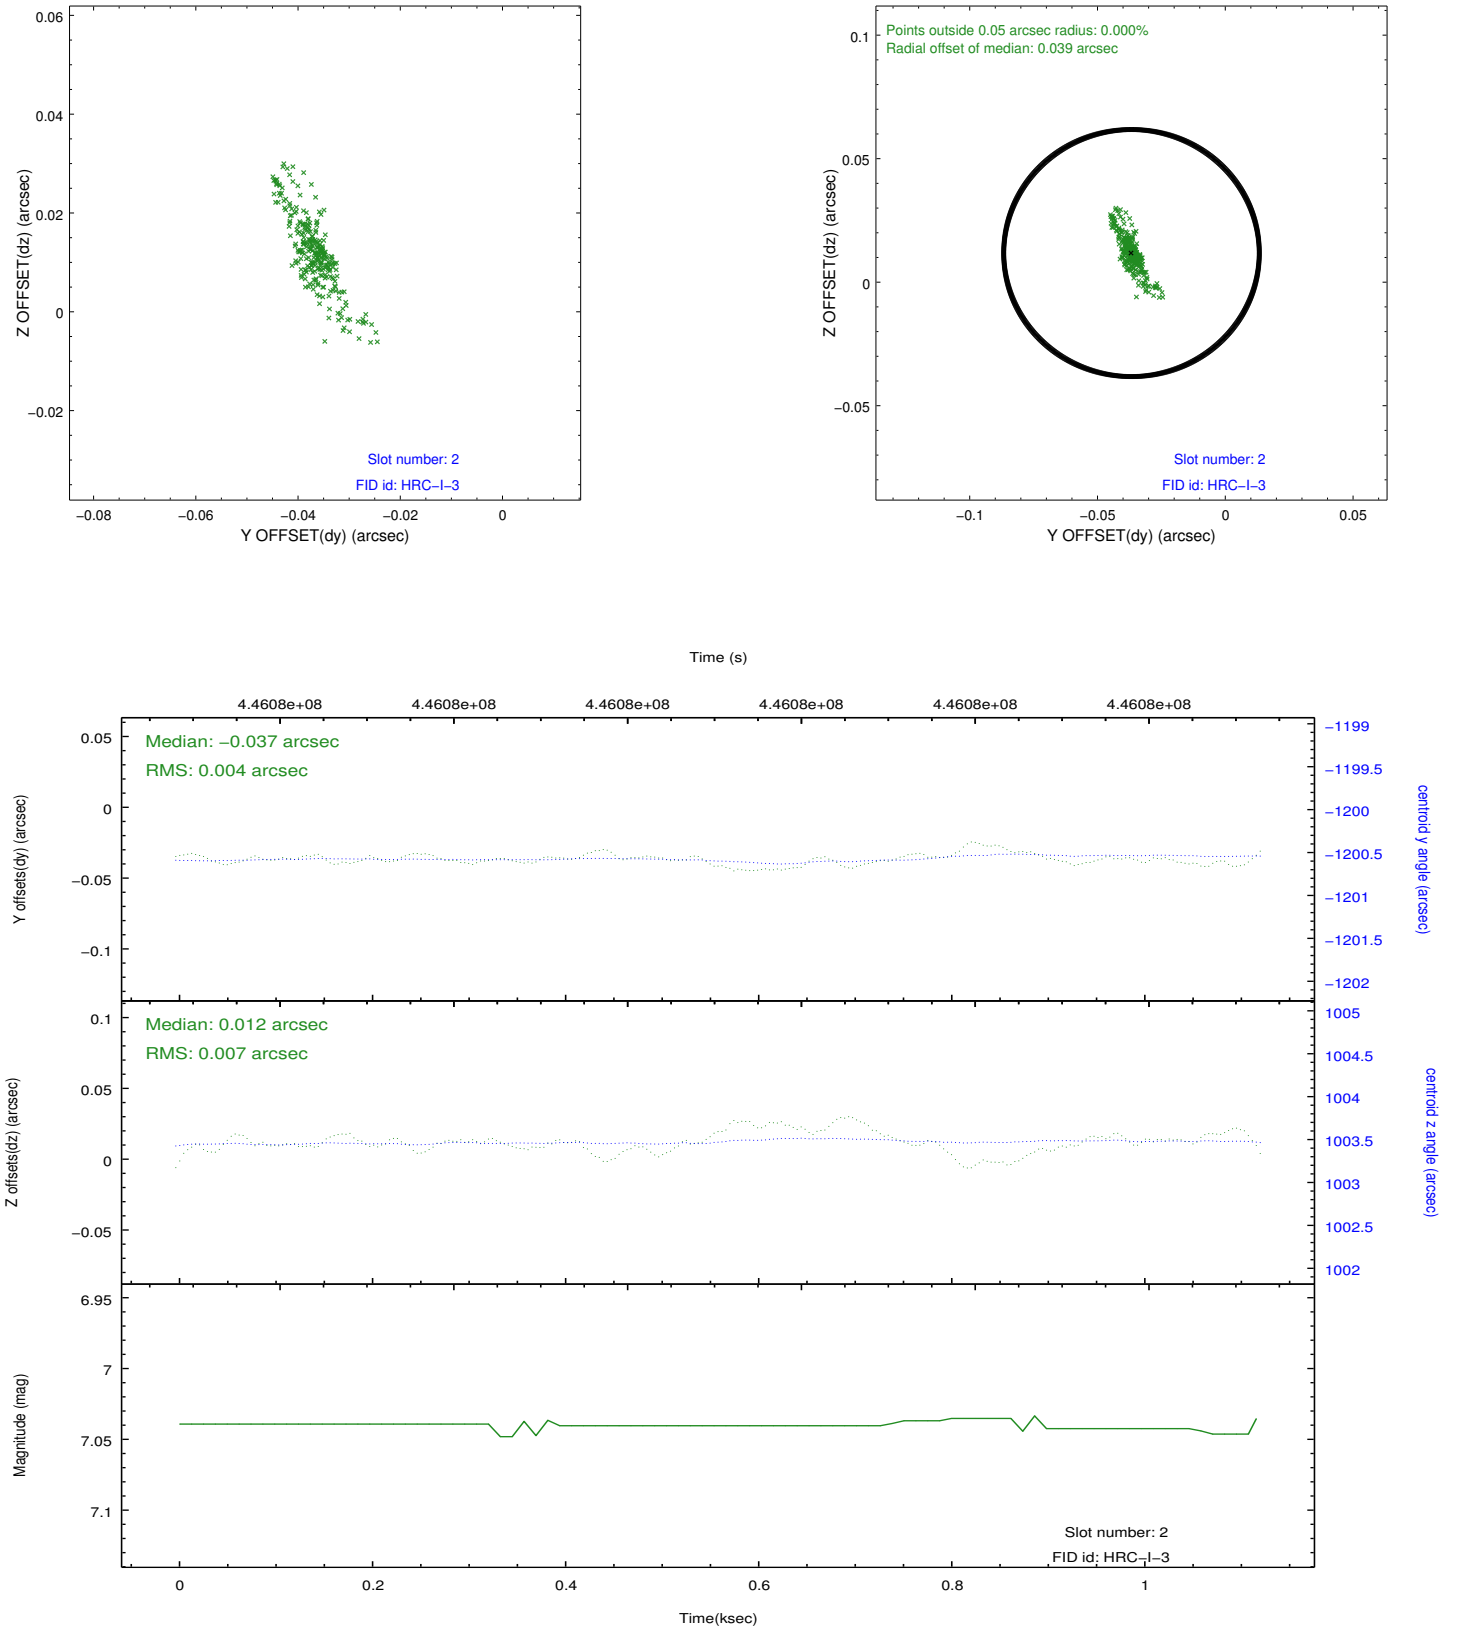 0.06
0.04
0.02
0
−0.02
Z OFFSET(dz) (arcsec)
Slot number: 2
FID id: HRC−I−3
−0.08 −0.06 −0.04 −0.02 0
Y OFFSET(dy) (arcsec)
Points outside 0.05 arcsec radius: 0.000%
Radial offset of median: 0.039 arcsec
0.1
0.05
0
−0.05
Z OFFSET(dz) (arcsec)
Slot number: 2
FID id: HRC−I−3
−0.1 −0.05 0 0.05
Y OFFSET(dy) (arcsec)
Time (s)
4.4608e+08 4.4608e+08 4.4608e+08 4.4608e+08 4.4608e+08 4.4608e+08
Median: −0.037 arcsec
RMS: 0.004 arcsec
0.05
0
−0.05
−0.1
Y offsets(dy) (arcsec)
−1199
−1199.5
−1200
−1200.5
−1201
−1201.5
−1202
centroid y angle (arcsec)
Median: 0.012 arcsec
RMS: 0.007 arcsec
0.1
0.05
0
−0.05
Z offsets(dz) (arcsec)
1005
1004.5
1004
1003.5
1003
1002.5
1002
centroid z angle (arcsec)
6.95
7
7.05
7.1
Magnitude (mag)
Slot number: 2
FID id: HRC−I−3
0 0.2 0.4 0.6 0.8 1
Time(ksec)